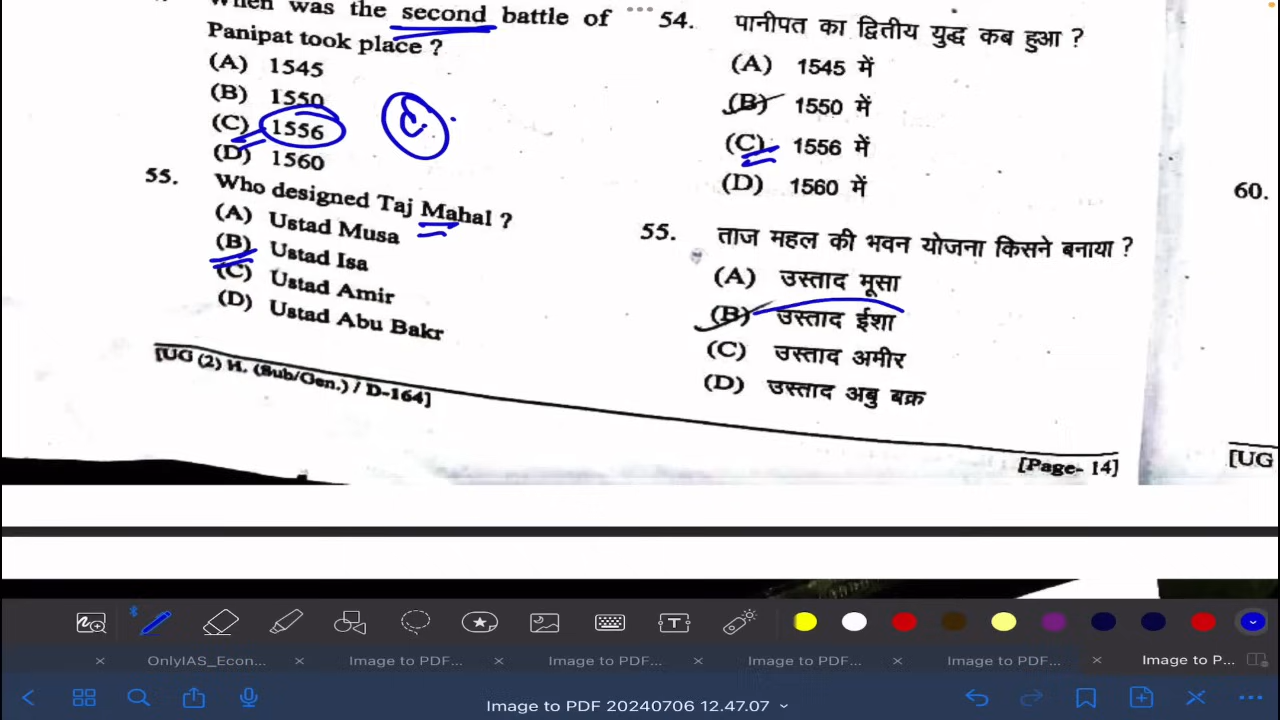 When was the second battle of
Panipat took place ?
(A) 1545
(B) 1550
(C) 1556
(D) 1560
C
55. Who designed Taj Mahal ?
(A) Ustad Musa
(B) Ustad Isa
(C) Ustad Amir
(D) Ustad Abu Bakr
[UG (2) H. (Sub/Gen.) / D-164]
54. पानीपत का द्वितीय युद्ध कब हुआ ?
(A) 1545 में
(B) 1550 में
(C) 1556 में
(D) 1560 में
55. ताज महल की भवन योजना किसने बनाया ?
(A) उस्ताद मूसा
(B) उस्ताद ईशा
(C) उस्ताद अमीर
(D) उस्ताद अबु बक्र
[Page- 14]
60.
[UG
T
OnlyIAS_Econ...
Image to PDF...
Image to PDF...
Image to PDF...
Image to PDF...
Image to P...
Image to PDF 20240706 12.47.07